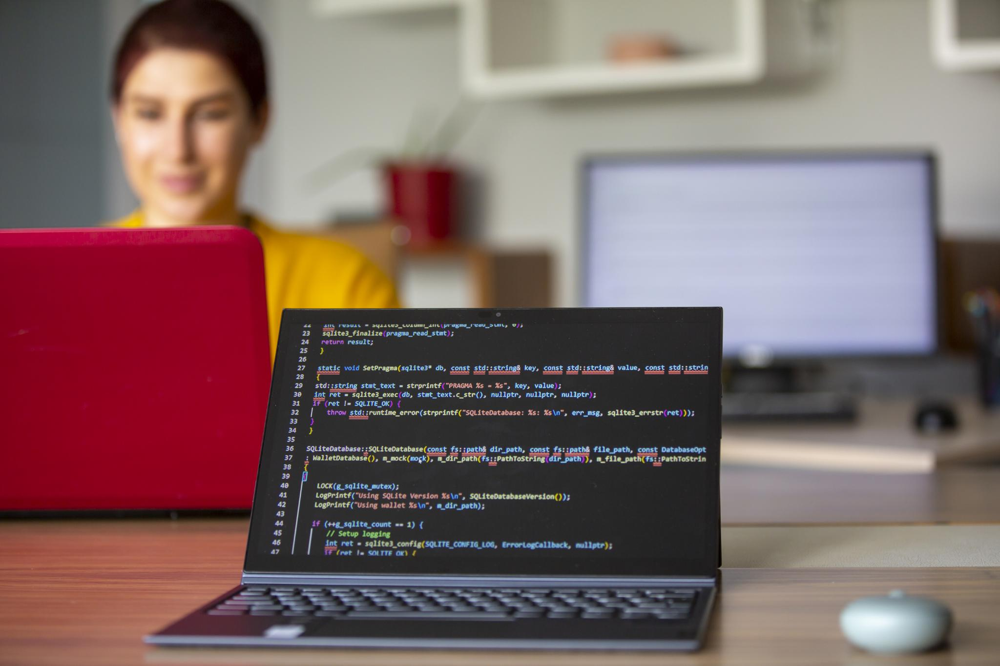 22 int result = sqlite3_column_int(pragma_read_stmt, 0);
23 sqlite3_finalize(pragma_read_stmt);
24 return result;
25 }
26
27 static void SetPragma(sqlite3* db, const std::string& key, const std::string& value, const std::strin
28 {
29 std::string stmt_text = strprintf("PRAGMA %s = %s", key, value);
30 int ret = sqlite3_exec(db, stmt_text.c_str(), nullptr, nullptr, nullptr);
31 if (ret != SQLITE_OK) {
32 throw std::runtime_error(strprintf("SQLiteDatabase: %s: %s\n", err_msg, sqlite3_errstr(ret)));
33 }
34 }
35
36 SQLiteDatabase::SQLiteDatabase(const fs::path& dir_path, const fs::path& file_path, const DatabaseOpt
37 : WalletDatabase(), m_mock(mock), m_dir_path(fs::PathToString(dir_path)), m_file_path(fs::PathToStrin
38 {
39 {
40 LOCK(g_sqlite_mutex);
41 LogPrintf("Using SQLite Version %s\n", SQLiteDatabaseVersion());
42 LogPrintf("Using wallet %s\n", m_dir_path);
43
44 if (++g_sqlite_count == 1) {
45 // Setup logging
46 int ret = sqlite3_config(SQLITE_CONFIG_LOG, ErrorLogCallback, nullptr);
47 if (ret != SQLITE_OK) {